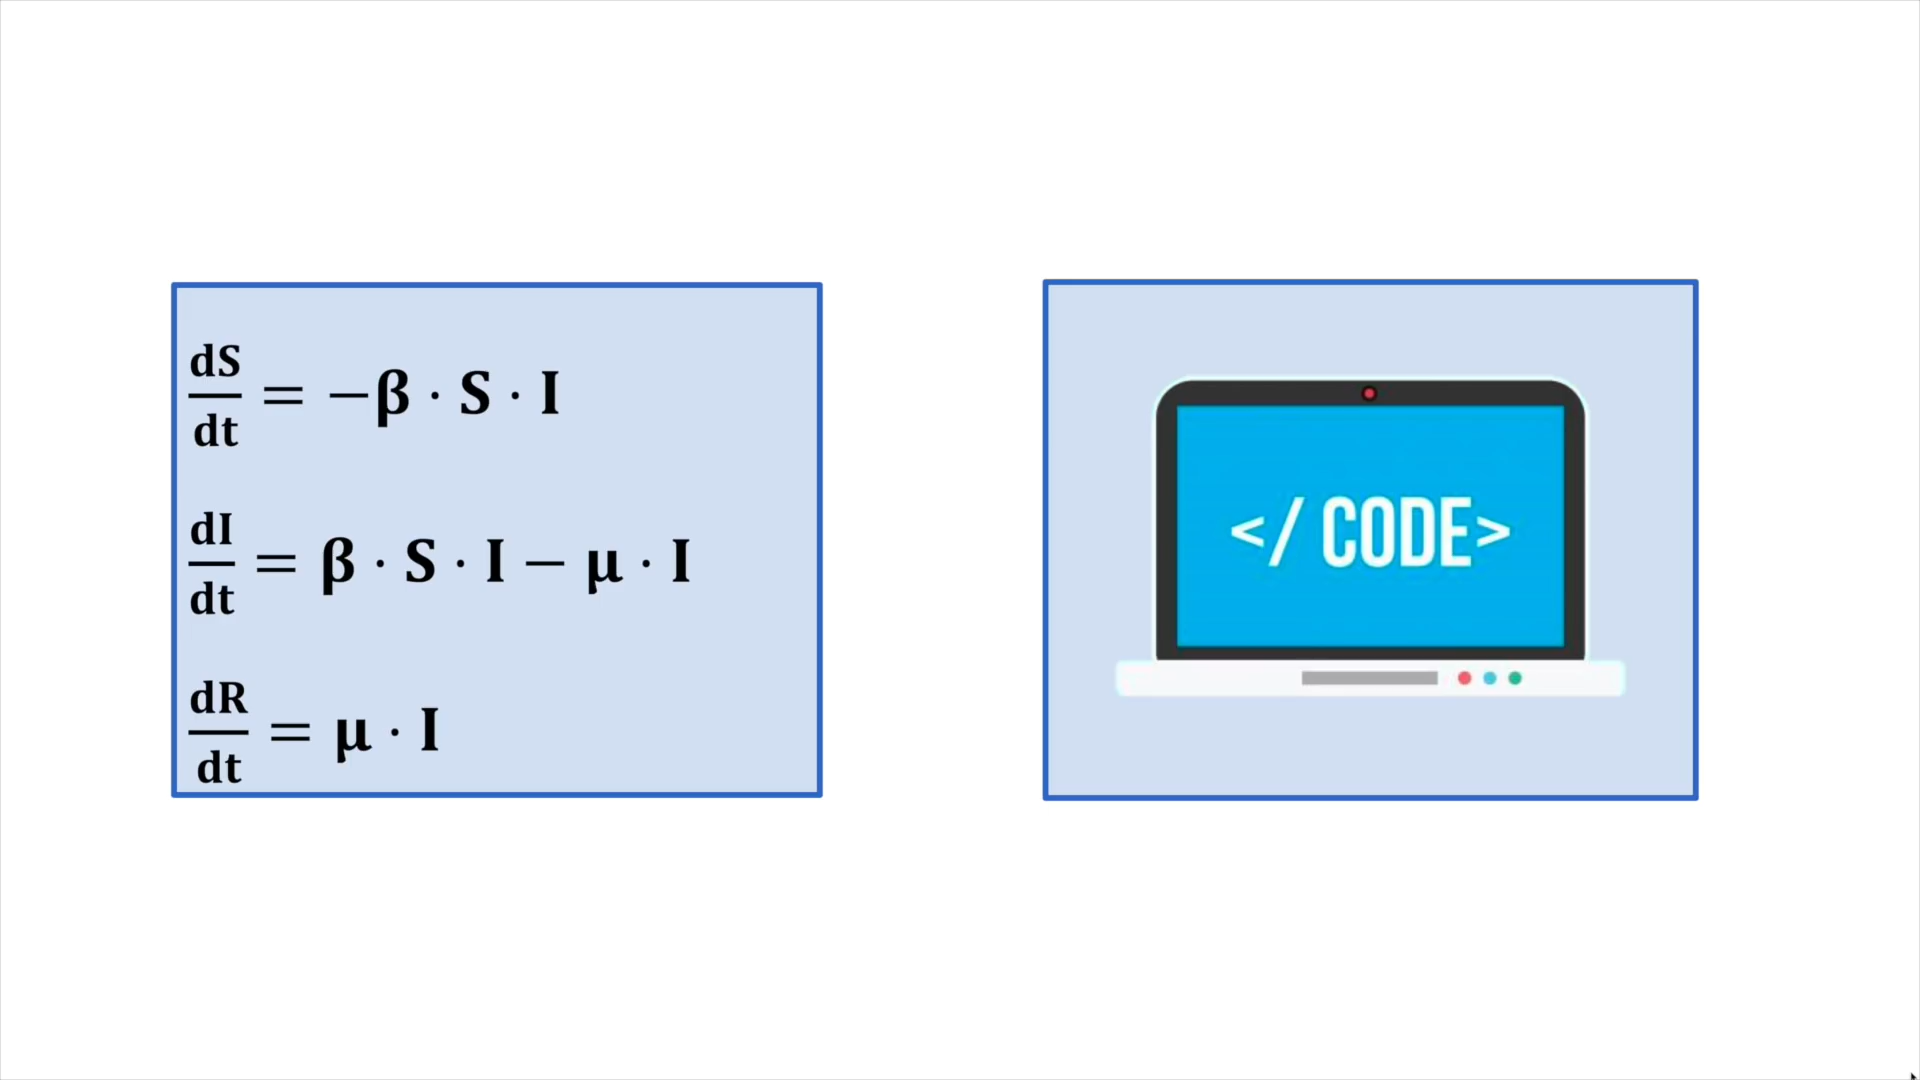 dS/dt = −β · S · I
dI/dt = β · S · I − μ · I
dR/dt = μ · I
</ CODE>